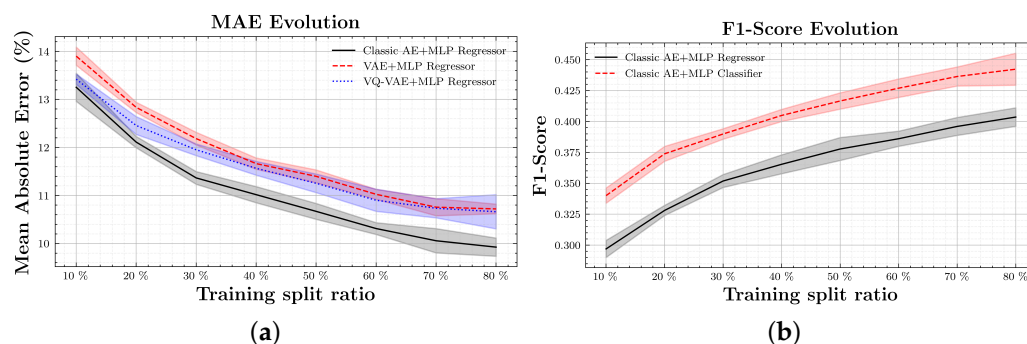 MAE Evolution
Mean Absolute Error (%)
14
13
12
11
10
Classic AE+MLP Regressor
VAE+MLP Regressor
VQ-VAE+MLP Regressor
10 % 20 % 30 % 40 % 50 % 60 % 70 % 80 %
Training split ratio
(a)
F1-Score Evolution
F1-Score
0.450
0.425
0.400
0.375
0.350
0.325
0.300
Classic AE+MLP Regressor
Classic AE+MLP Classifier
10 % 20 % 30 % 40 % 50 % 60 % 70 % 80 %
Training split ratio
(b)